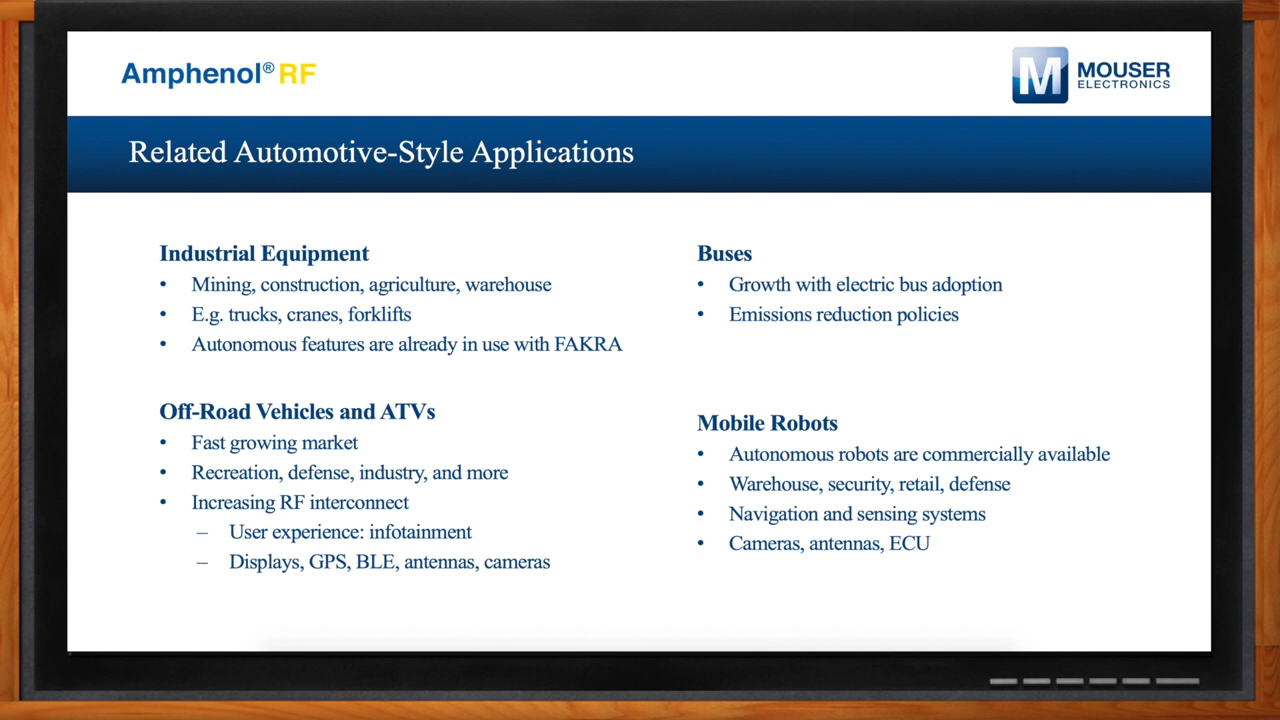 Amphenol® RF
MOUSER
ELECTRONICS
Related Automotive-Style Applications
Industrial Equipment
• Mining, construction, agriculture, warehouse
• E.g. trucks, cranes, forklifts
• Autonomous features are already in use with FAKRA
Off-Road Vehicles and ATVs
• Fast growing market
• Recreation, defense, industry, and more
• Increasing RF interconnect
– User experience: infotainment
– Displays, GPS, BLE, antennas, cameras
Buses
• Growth with electric bus adoption
• Emissions reduction policies
Mobile Robots
• Autonomous robots are commercially available
• Warehouse, security, retail, defense
• Navigation and sensing systems
• Cameras, antennas, ECU